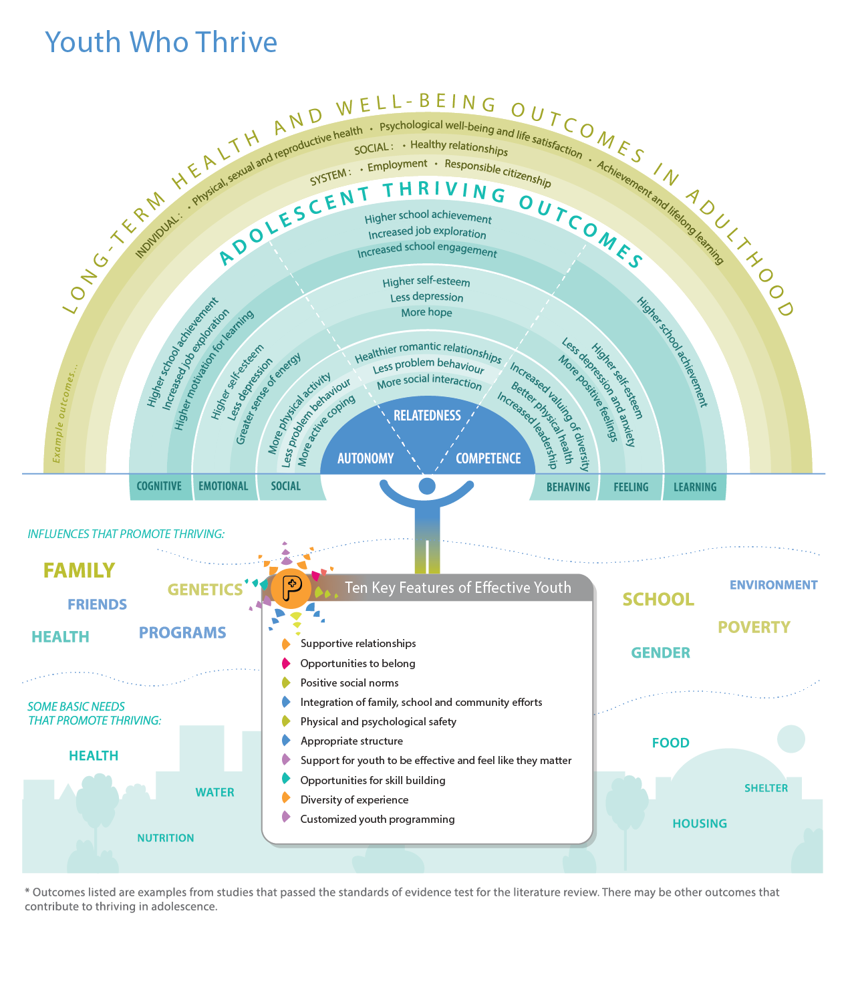 Youth Who Thrive
LONG-TERM HEALTH AND WELL-BEING OUTCOMES IN ADULTHOOD
INDIVIDUAL: • Physical, sexual and reproductive health • Psychological well-being and life satisfaction • Achievement and lifelong learning
SOCIAL: • Healthy relationships
SYSTEM: • Employment • Responsible citizenship
Example outcomes...
ADOLESCENT THRIVING OUTCOMES
Higher school achievement
Increased job exploration
Higher motivation for learning
Higher self-esteem
Less depression
Greater sense of energy
More physical activity
Less problem behaviour
More active coping
Higher school achievement
Increased job exploration
Increased school engagement
Higher self-esteem
Less depression
More hope
Healthier romantic relationships
Less problem behaviour
More social interaction
Higher school achievement
Higher self-esteem
Less depression and anxiety
More positive feelings
Increased valuing of diversity
Better physical health
Increased leadership
RELATEDNESS
AUTONOMY
COMPETENCE
COGNITIVE
EMOTIONAL
SOCIAL
BEHAVING
FEELING
LEARNING
INFLUENCES THAT PROMOTE THRIVING:
FAMILY
GENETICS
FRIENDS
HEALTH
PROGRAMS
ENVIRONMENT
SCHOOL
POVERTY
GENDER
P
Ten Key Features of Effective Youth
Supportive relationships
Opportunities to belong
Positive social norms
Integration of family, school and community efforts
Physical and psychological safety
Appropriate structure
Support for youth to be effective and feel like they matter
Opportunities for skill building
Diversity of experience
Customized youth programming
SOME BASIC NEEDS
THAT PROMOTE THRIVING:
HEALTH
WATER
NUTRITION
FOOD
SHELTER
HOUSING
* Outcomes listed are examples from studies that passed the standards of evidence test for the literature review. There may be other outcomes that
contribute to thriving in adolescence.